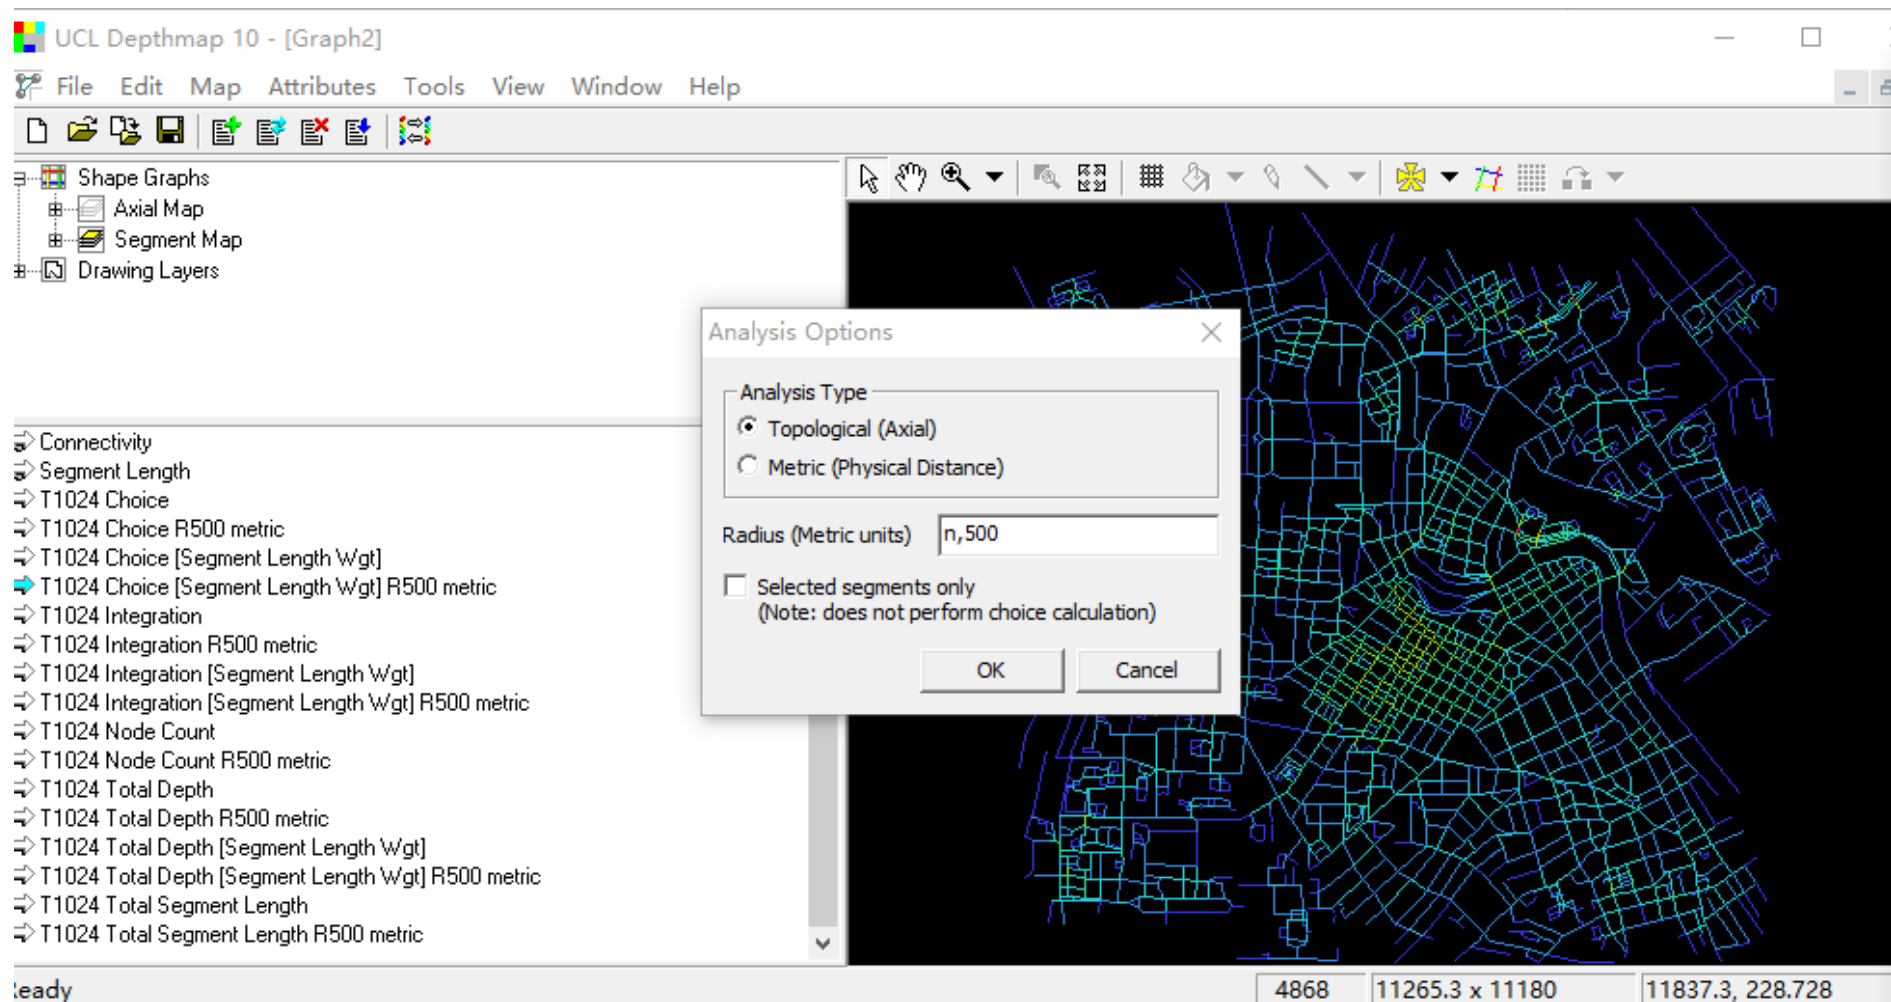 UCL Depthmap 10 - [Graph2]
File Edit Map Attributes Tools View Window Help
Shape Graphs
Axial Map
Segment Map
Drawing Layers
Connectivity
Segment Length
T1024 Choice
T1024 Choice R500 metric
T1024 Choice [Segment Length Wgt]
T1024 Choice [Segment Length Wgt] R500 metric
T1024 Integration
T1024 Integration R500 metric
T1024 Integration [Segment Length Wgt]
T1024 Integration [Segment Length Wgt] R500 metric
T1024 Node Count
T1024 Node Count R500 metric
T1024 Total Depth
T1024 Total Depth R500 metric
T1024 Total Depth [Segment Length Wgt]
T1024 Total Depth [Segment Length Wgt] R500 metric
T1024 Total Segment Length
T1024 Total Segment Length R500 metric
Analysis Options
Analysis Type
Topological (Axial)
Metric (Physical Distance)
Radius (Metric units) n,500
Selected segments only
(Note: does not perform choice calculation)
OK Cancel
eady 4868 11265.3 x 11180 11837.3, 228.728